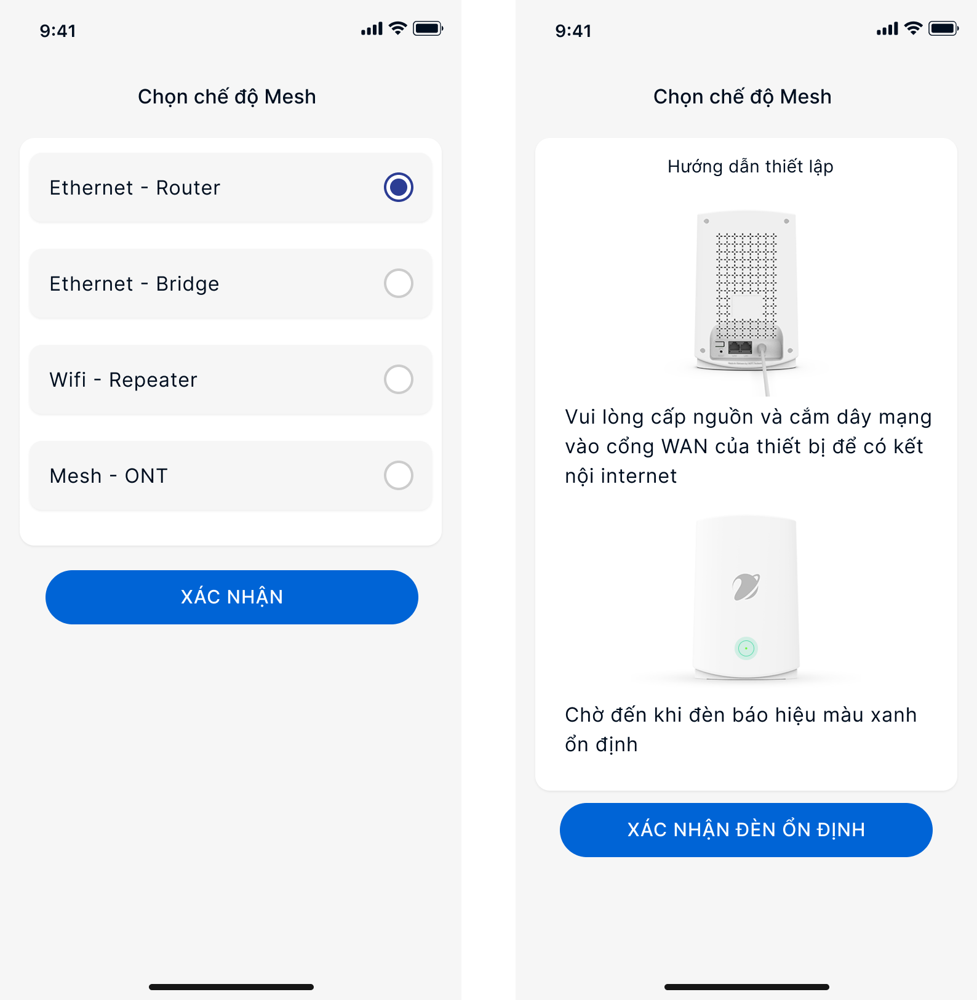 9:41
Chọn chế độ Mesh
Ethernet - Router
Ethernet - Bridge
Wifi - Repeater
Mesh - ONT
XÁC NHẬN
9:41
Chọn chế độ Mesh
Hướng dẫn thiết lập
Vui lòng cấp nguồn và cắm dây mạng
vào cổng WAN của thiết bị để có kết
nội internet
Chờ đến khi đèn báo hiệu màu xanh
ổn định
XÁC NHẬN ĐÈN ỔN ĐỊNH